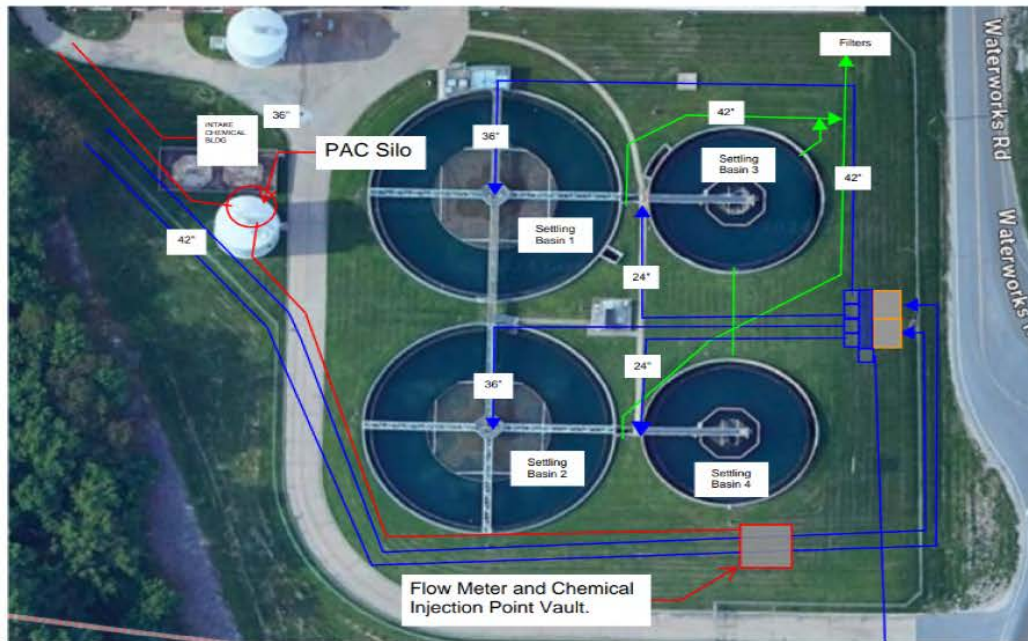 Filters
Waterworks Rd
36"
INTAKE
CHEMICAL
BLDG
PAC Silo
42"
36"
42"
Settling
Basin 3
42"
Settling
Basin 1
42"
24"
24"
36"
Settling
Basin 2
Settling
Basin 4
Waterworks
Flow Meter and Chemical
Injection Point Vault.